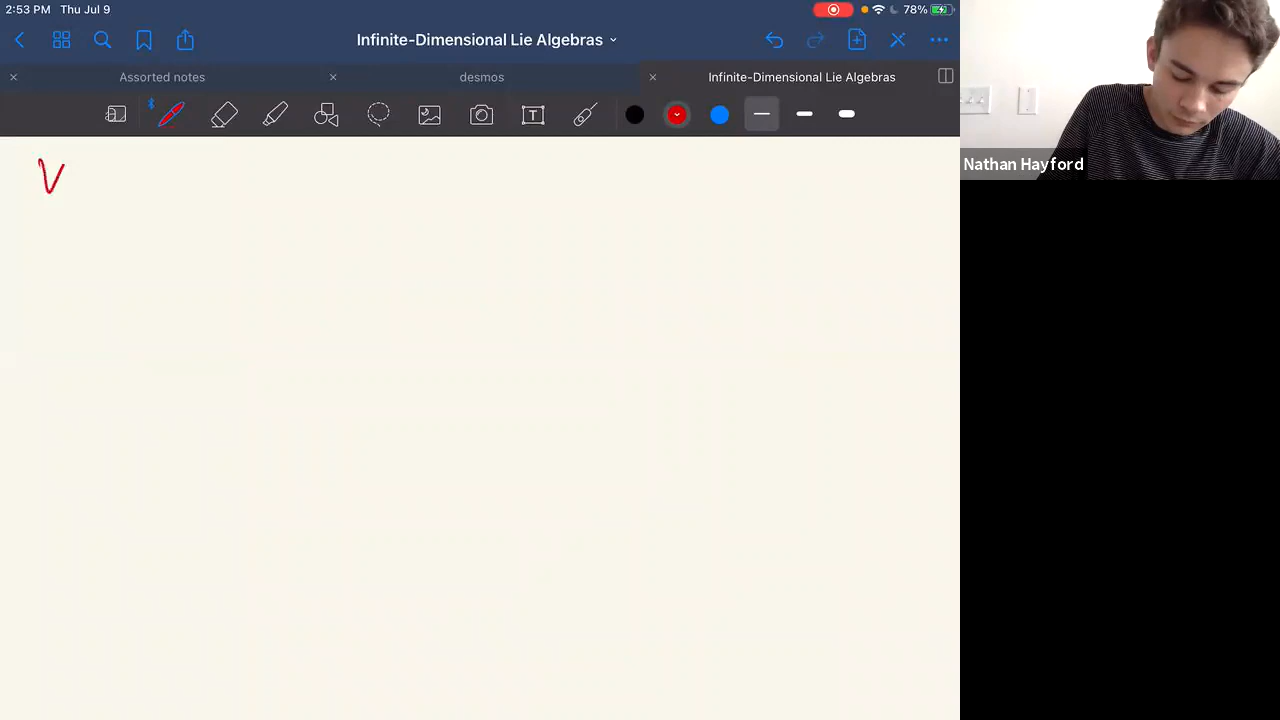 2:53 PM Thu Jul 9 78%
Infinite-Dimensional Lie Algebras
Assorted notes desmos Infinite-Dimensional Lie Algebras
T
V
Nathan Hayford